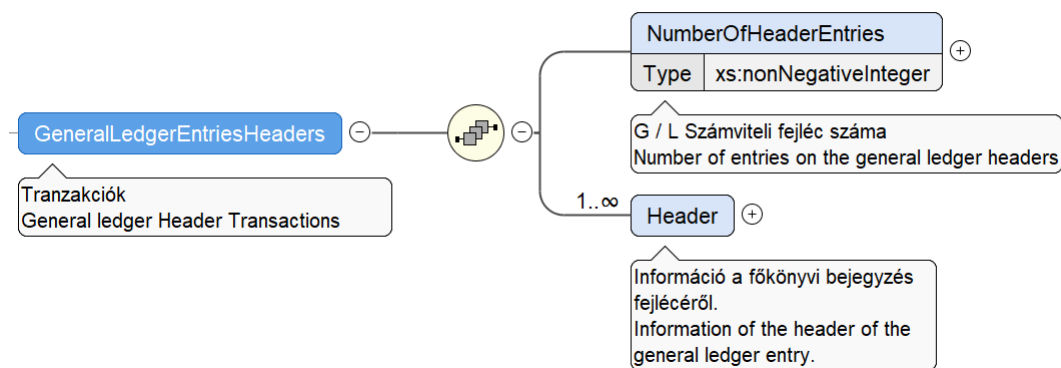 NumberOfHeaderEntries
Type xs:nonNegativeInteger
G / L Számviteli fejléc száma
Number of entries on the general ledger headers
GeneralLedgerEntriesHeaders
Tranzakciók
General ledger Header Transactions
1..∞
Header
Információ a főkönyvi bejegyzés
fejlécéről.
Information of the header of the
general ledger entry.